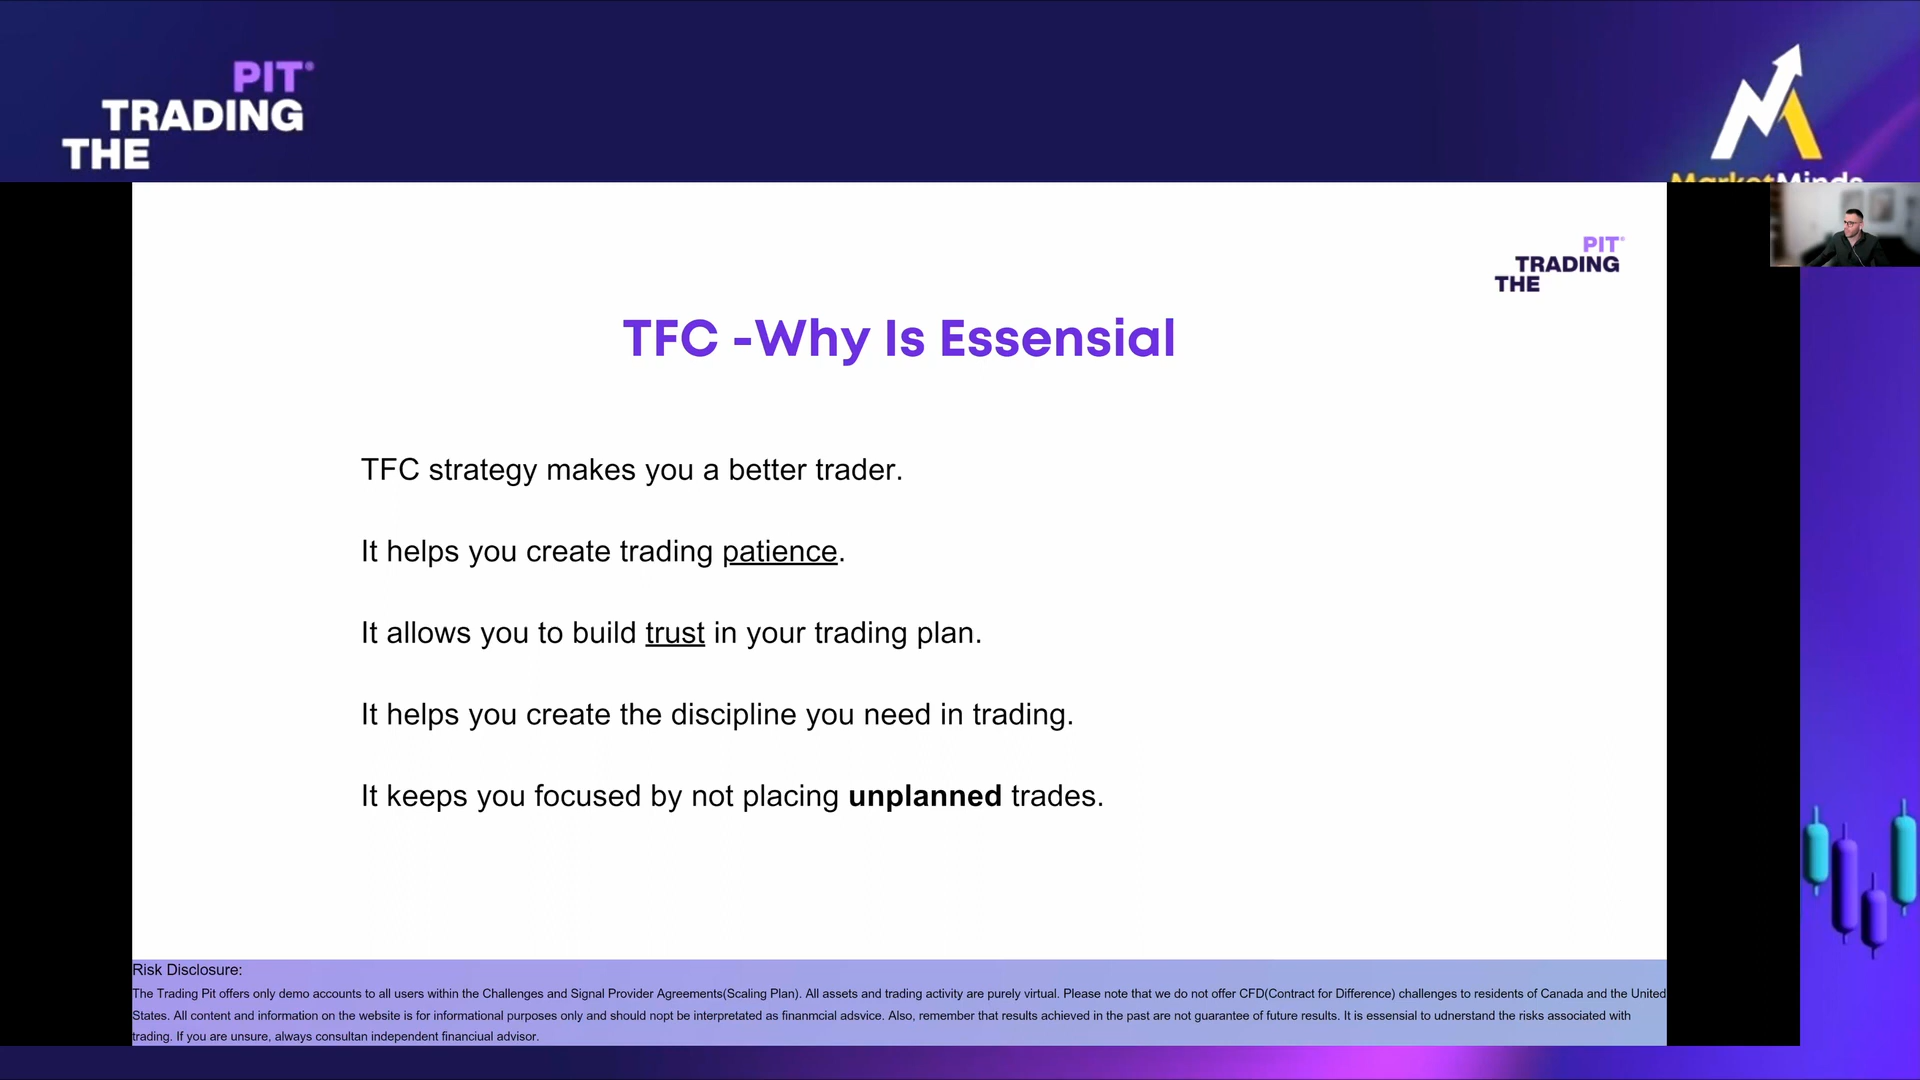 PIT
TRADING
THE
MarketMinds
PIT
TRADING
THE
TFC -Why Is Essensial
TFC strategy makes you a better trader.
It helps you create trading patience.
It allows you to build trust in your trading plan.
It helps you create the discipline you need in trading.
It keeps you focused by not placing unplanned trades.
Risk Disclosure:
The Trading Pit offers only demo accounts to all users within the Challenges and Signal Provider Agreements(Scaling Plan). All assets and trading activity are purely virtual. Please note that we do not offer CFD(Contract for Difference) challenges to residents of Canada and the United
States. All content and information on the website is for informational purposes only and should nopt be interpretated as finanmcial adsvice. Also, remember that results achieved in the past are not guarantee of future results. It is essensial to udnerstand the risks associated with
trading. If you are unsure, always consultan independent financiual advisor.